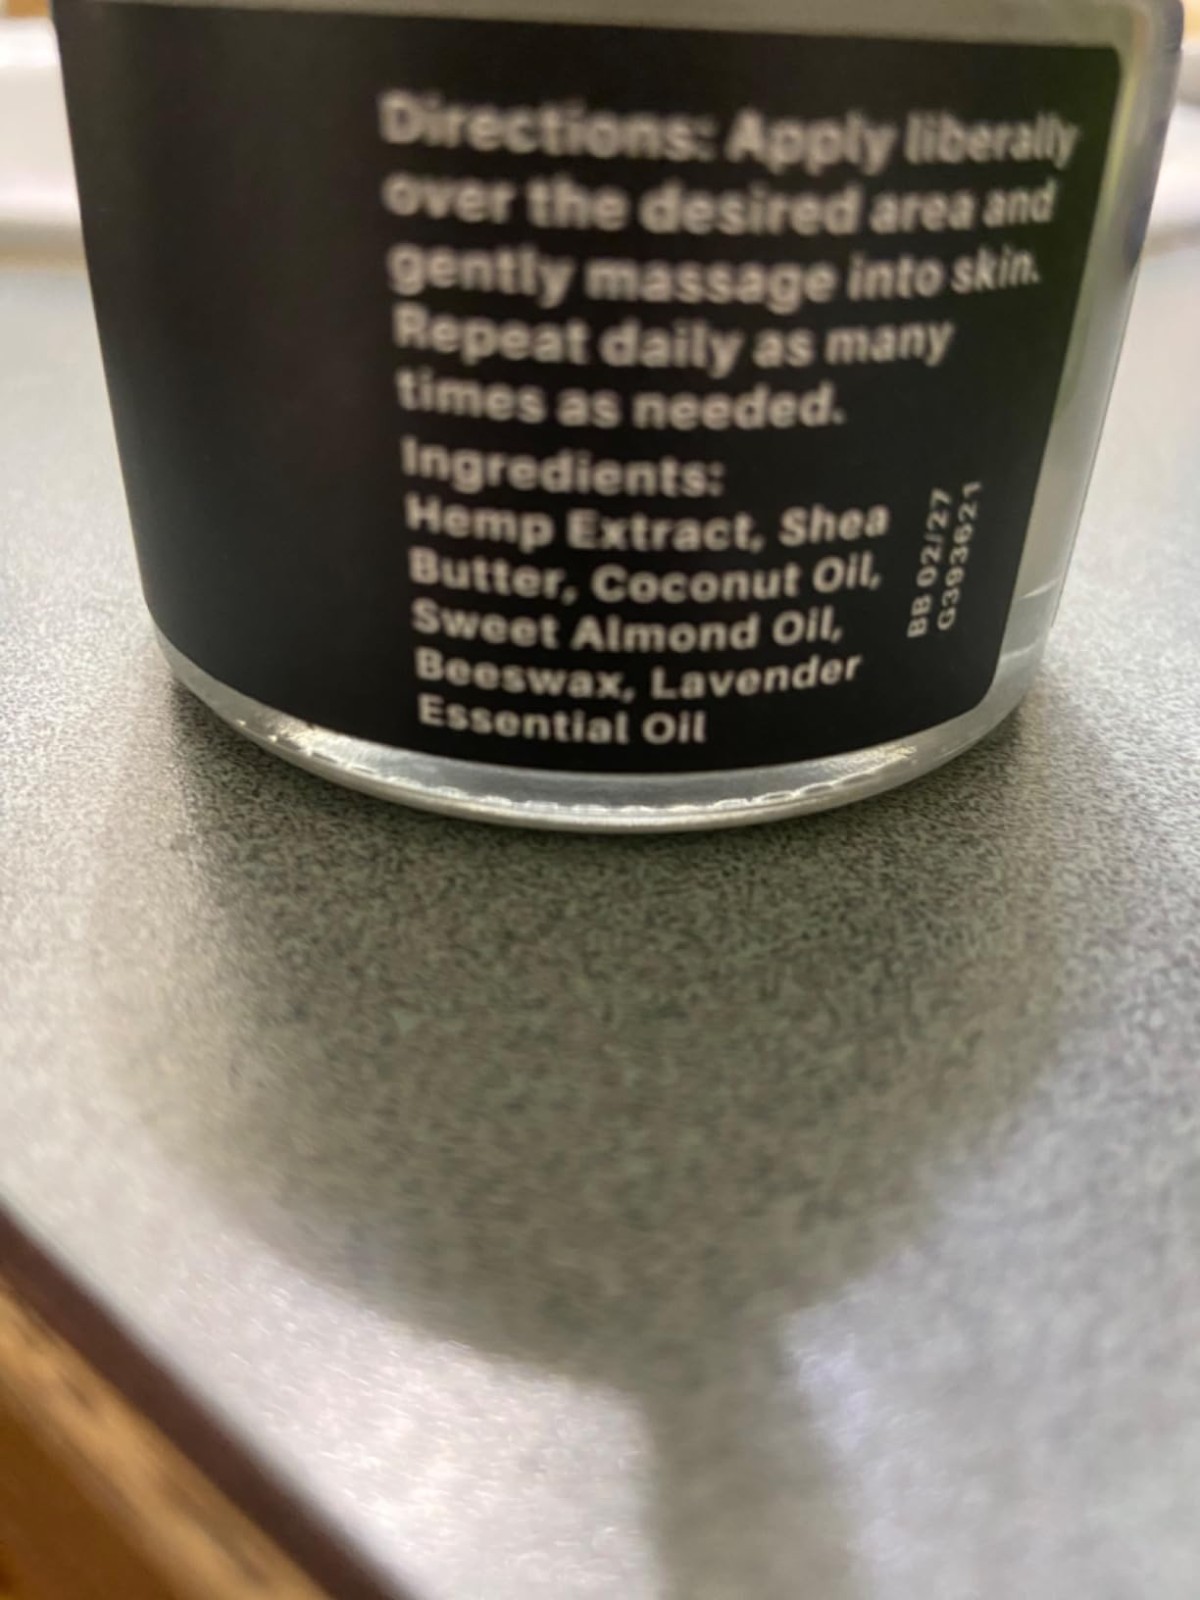 Directions: Apply liberally
over the desired area and
gently massage into skin.
Repeat daily as many
times as needed.
Ingredients:
Hemp Extract, Shea
Butter, Coconut Oil,
Sweet Almond Oil,
Beeswax, Lavender
Essential Oil
BB 02/27
G393621